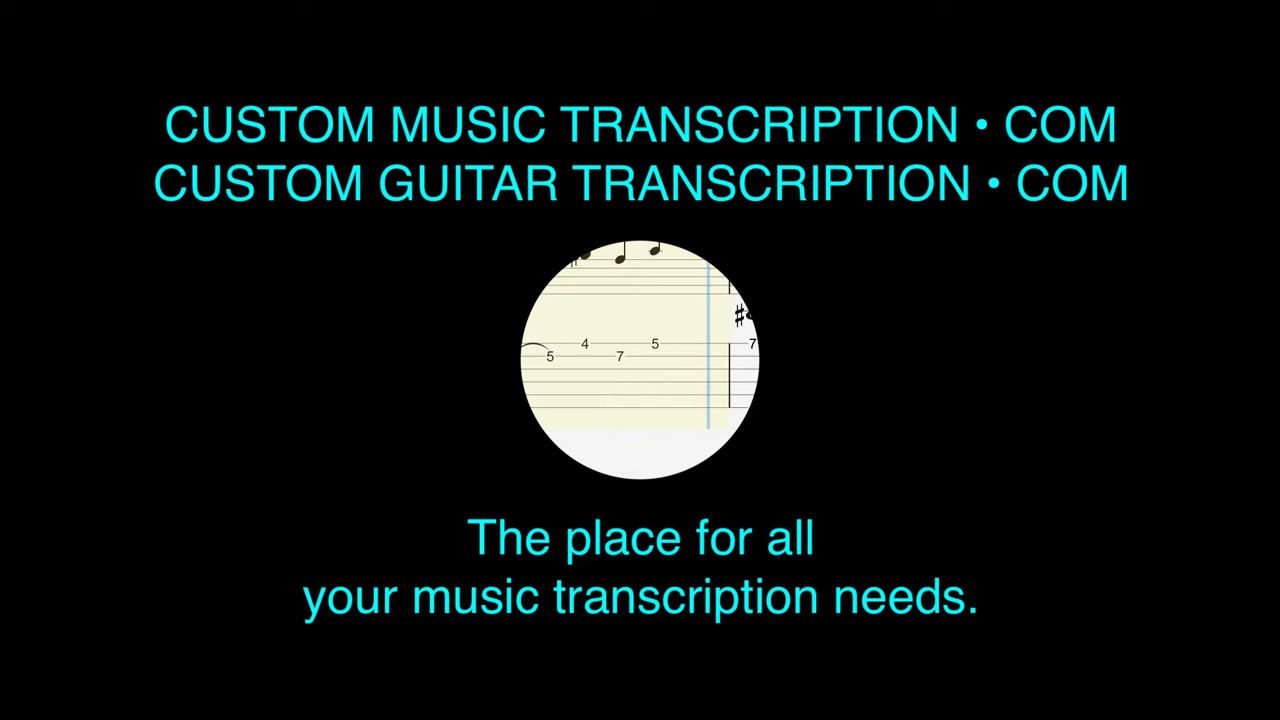 CUSTOM MUSIC TRANSCRIPTION • COM
CUSTOM GUITAR TRANSCRIPTION • COM
4 5 7
5 7
The place for all
your music transcription needs.